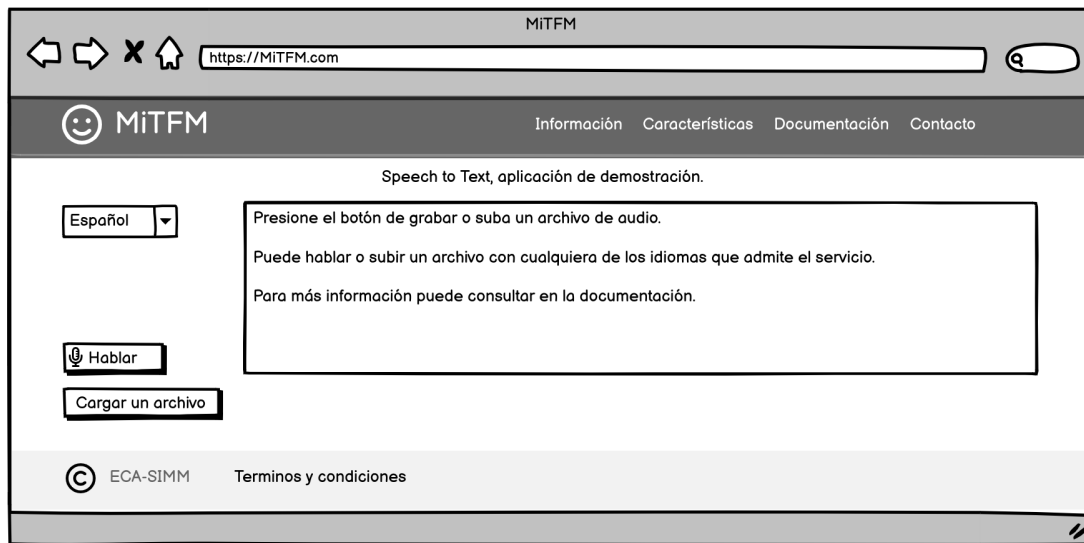 MiTFM
https://MiTFM.com
MiTFM
Información Características Documentación Contacto
Speech to Text, aplicación de demostración.
Español
Presione el botón de grabar o suba un archivo de audio.
Puede hablar o subir un archivo con cualquiera de los idiomas que admite el servicio.
Para más información puede consultar en la documentación.
Hablar
Cargar un archivo
© ECA-SIMM Terminos y condiciones